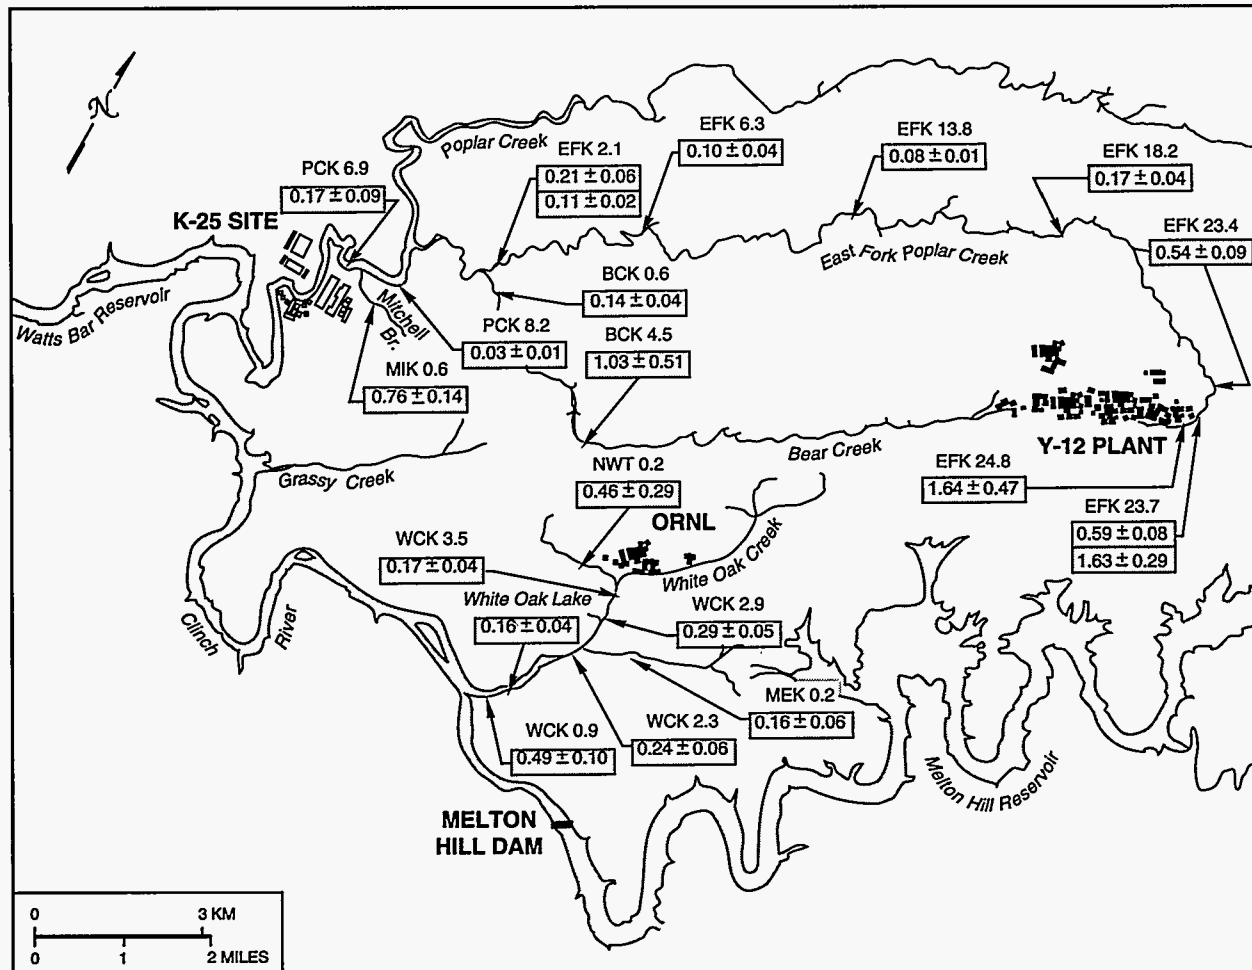 N
Poplar Creek
EFK 6.3
0.10 ± 0.04
EFK 13.8
0.08 ± 0.01
EFK 18.2
0.17 ± 0.04
EFK 2.1
0.21 ± 0.06
0.11 ± 0.02
PCK 6.9
0.17 ± 0.09
K-25 SITE
EFK 23.4
0.54 ± 0.09
East Fork Poplar Creek
BCK 0.6
0.14 ± 0.04
Watts Bar Reservoir
Mitchell
Br.
PCK 8.2
0.03 ± 0.01
BCK 4.5
1.03 ± 0.51
MIK 0.6
0.76 ± 0.14
Y-12 PLANT
Bear Creek
Grassy Creek
NWT 0.2
0.46 ± 0.29
EFK 24.8
1.64 ± 0.47
EFK 23.7
0.59 ± 0.08
1.63 ± 0.29
ORNL
WCK 3.5
0.17 ± 0.04
White Oak Creek
White Oak Lake
0.16 ± 0.04
WCK 2.9
0.29 ± 0.05
Clinch
River
MEK 0.2
0.16 ± 0.06
WCK 0.9
0.49 ± 0.10
WCK 2.3
0.24 ± 0.06
Melton Hill Reservoir
MELTON
HILL DAM
0 3 KM
0 1 2 MILES